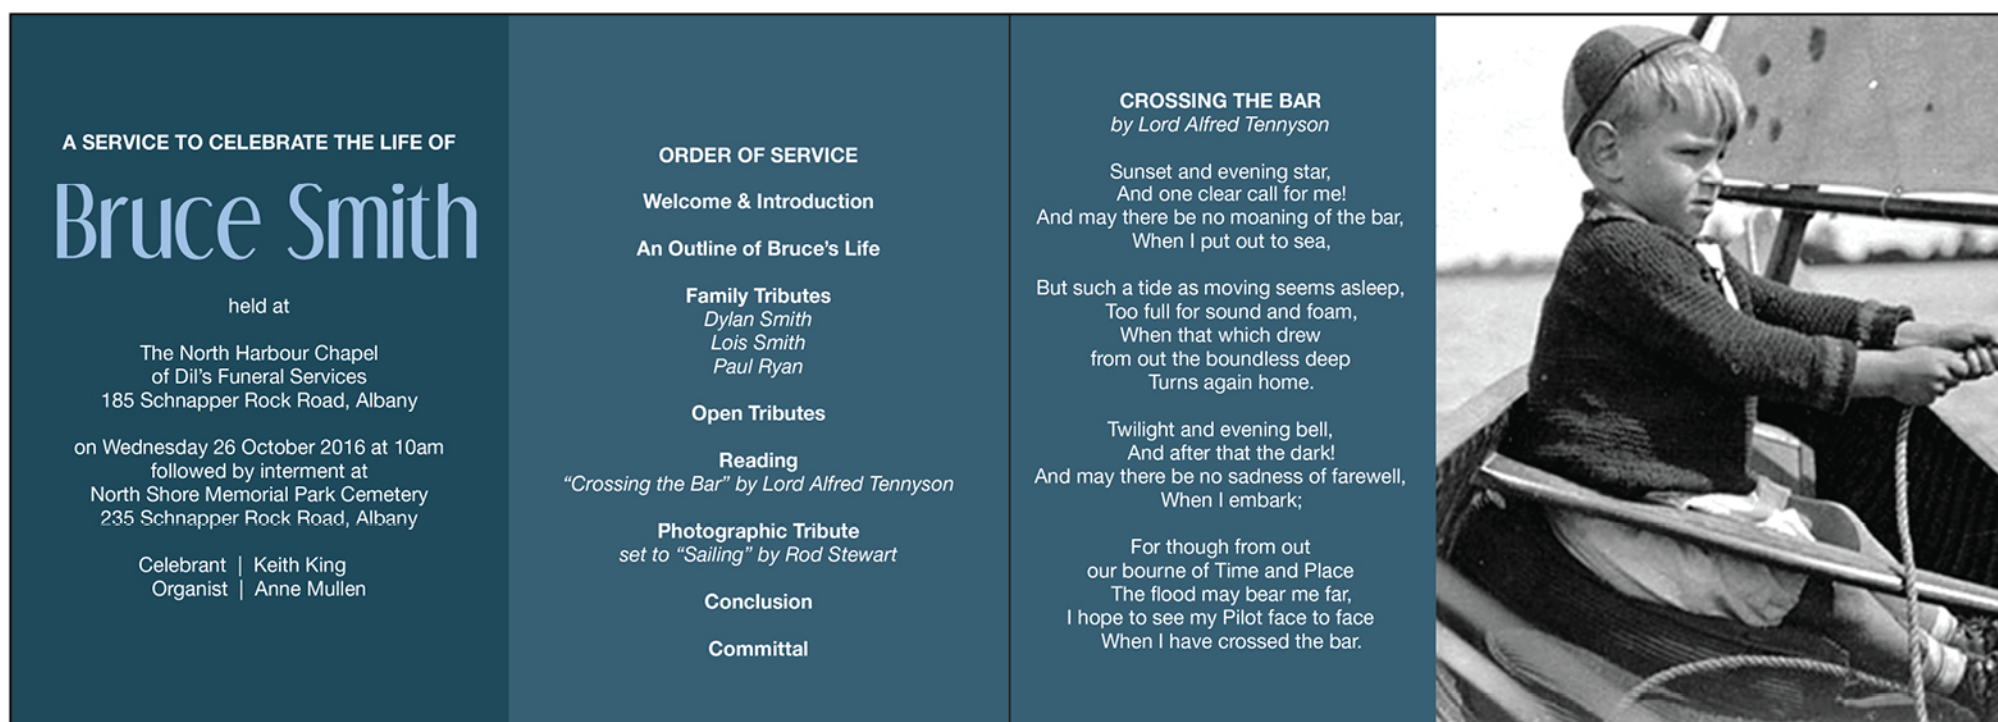 A SERVICE TO CELEBRATE THE LIFE OF
Bruce Smith
held at
The North Harbour Chapel
of Dil's Funeral Services
185 Schnapper Rock Road, Albany
on Wednesday 26 October 2016 at 10am
followed by interment at
North Shore Memorial Park Cemetery
235 Schnapper Rock Road, Albany
Celebrant | Keith King
Organist | Anne Mullen
ORDER OF SERVICE
Welcome & Introduction
An Outline of Bruce's Life
Family Tributes
Dylan Smith
Lois Smith
Paul Ryan
Open Tributes
Reading
“Crossing the Bar” by Lord Alfred Tennyson
Photographic Tribute
set to “Sailing” by Rod Stewart
Conclusion
Committal
CROSSING THE BAR
by Lord Alfred Tennyson
Sunset and evening star,
And one clear call for me!
And may there be no moaning of the bar,
When I put out to sea,
But such a tide as moving seems asleep,
Too full for sound and foam,
When that which drew
from out the boundless deep
Turns again home.
Twilight and evening bell,
And after that the dark!
And may there be no sadness of farewell,
When I embark;
For though from out
our bourne of Time and Place
The flood may bear me far,
I hope to see my Pilot face to face
When I have crossed the bar.